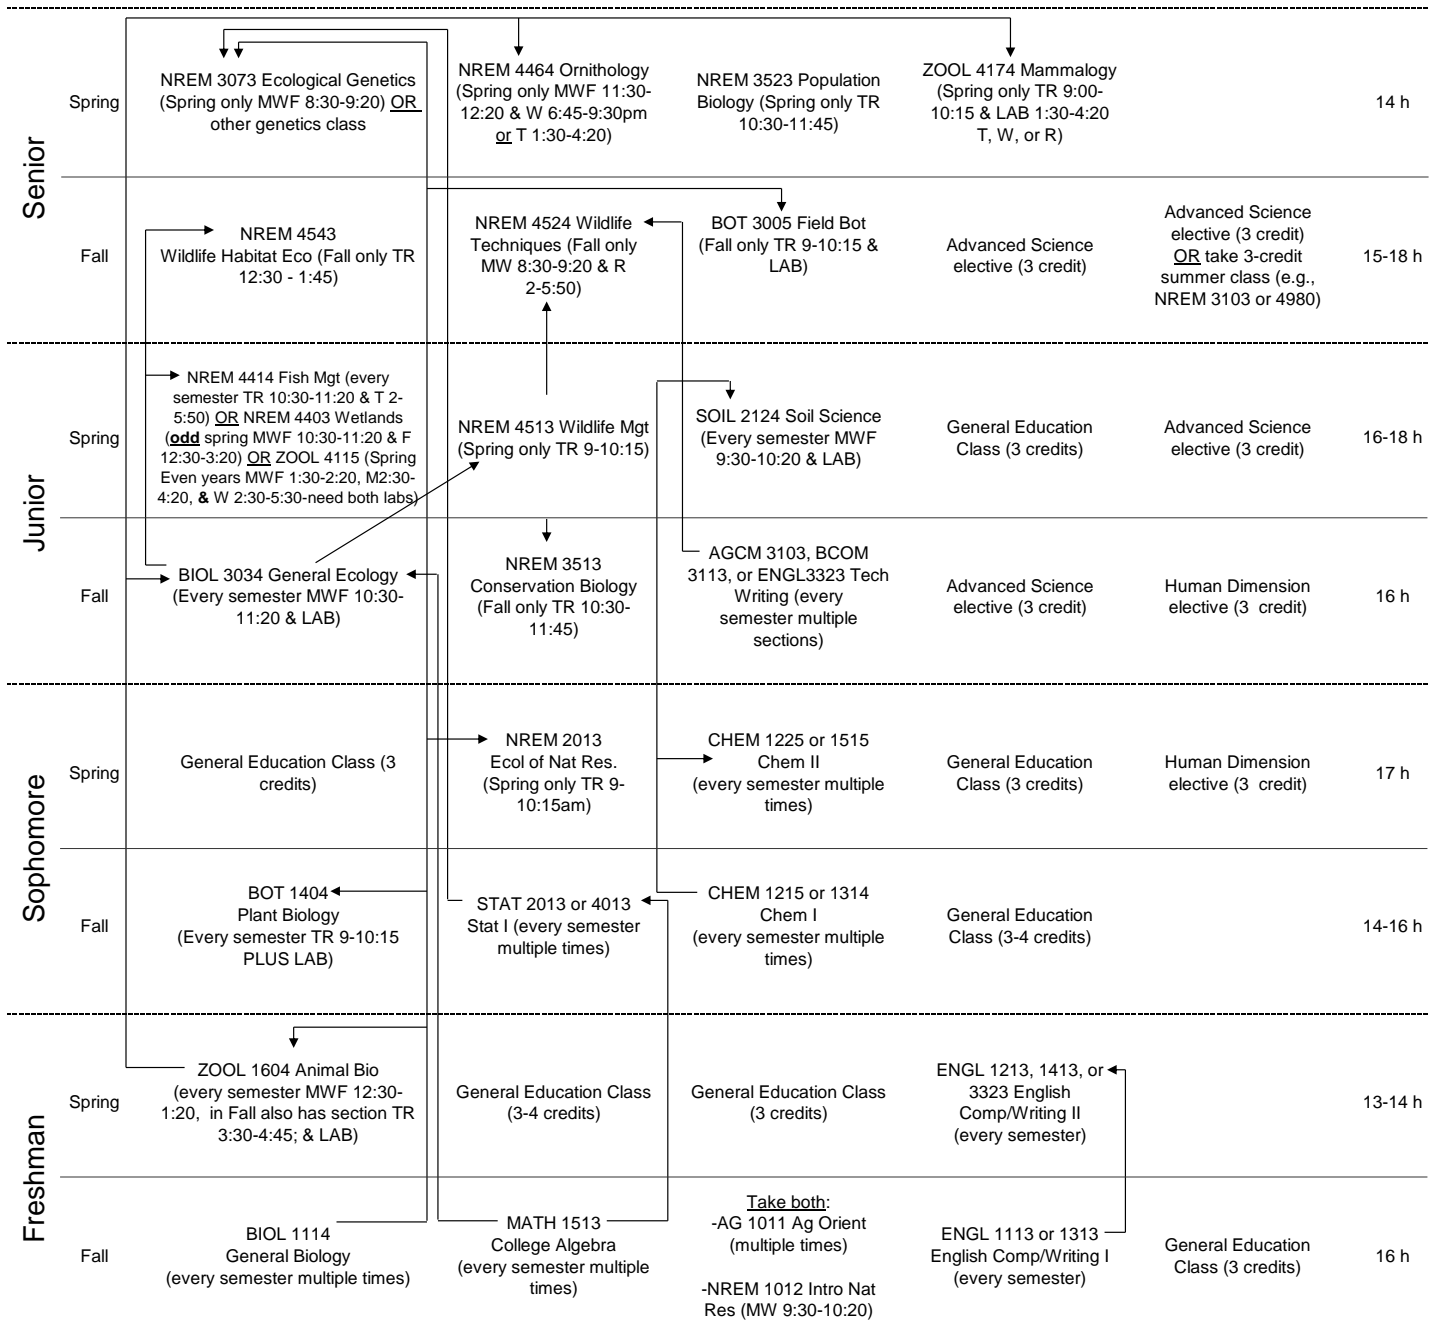 Senior
Spring
NREM 3073 Ecological Genetics
(Spring only MWF 8:30-9:20) OR
other genetics class
NREM 4464 Ornithology
(Spring only MWF 11:30-
12:20 & W 6:45-9:30pm
or T 1:30-4:20)
NREM 3523 Population
Biology (Spring only TR
10:30-11:45)
ZOOL 4174 Mammalogy
(Spring only TR 9:00-
10:15 & LAB 1:30-4:20
T, W, or R)
14 h
Fall
NREM 4543
Wildlife Habitat Eco (Fall only TR
12:30 - 1:45)
NREM 4524 Wildlife
Techniques (Fall only
MW 8:30-9:20 & R
2-5:50)
BOT 3005 Field Bot
(Fall only TR 9-10:15 &
LAB)
Advanced Science
elective (3 credit)
Advanced Science
elective (3 credit)
OR take 3-credit
summer class (e.g.,
NREM 3103 or 4980)
15-18 h
Junior
Spring
NREM 4414 Fish Mgt (every
semester TR 10:30-11:20 & T 2-
5:50) OR NREM 4403 Wetlands
(odd spring MWF 10:30-11:20 & F
12:30-3:20) OR ZOOL 4115 (Spring
Even years MWF 1:30-2:20, M2:30-
4:20, & W 2:30-5:30-need both labs)
NREM 4513 Wildlife Mgt
(Spring only TR 9-10:15)
SOIL 2124 Soil Science
(Every semester MWF
9:30-10:20 & LAB)
General Education
Class (3 credits)
Advanced Science
elective (3 credit)
16-18 h
Fall
BIOL 3034 General Ecology
(Every semester MWF 10:30-
11:20 & LAB)
NREM 3513
Conservation Biology
(Fall only TR 10:30-
11:45)
AGCM 3103, BCOM
3113, or ENGL3323 Tech
Writing (every
semester multiple
sections)
Advanced Science
elective (3 credit)
Human Dimension
elective (3 credit)
16 h
Sophomore
Spring
General Education Class (3
credits)
NREM 2013
Ecol of Nat Res.
(Spring only TR 9-
10:15am)
CHEM 1225 or 1515
Chem II
(every semester multiple
times)
General Education
Class (3 credits)
Human Dimension
elective (3 credit)
17 h
Fall
BOT 1404
Plant Biology
(Every semester TR 9-10:15
PLUS LAB)
STAT 2013 or 4013
Stat I (every semester
multiple times)
CHEM 1215 or 1314
Chem I
(every semester multiple
times)
General Education
Class (3-4 credits)
14-16 h
Freshman
Spring
ZOOL 1604 Animal Bio
(every semester MWF 12:30-
1:20, in Fall also has section TR
3:30-4:45; & LAB)
General Education Class
(3-4 credits)
General Education Class
(3 credits)
ENGL 1213, 1413, or
3323 English
Comp/Writing II
(every semester)
13-14 h
Fall
BIOL 1114
General Biology
(every semester multiple times)
MATH 1513
College Algebra
(every semester multiple
times)
Take both:
-AG 1011 Ag Orient
(multiple times)
-NREM 1012 Intro Nat
Res (MW 9:30-10:20)
ENGL 1113 or 1313
English Comp/Writing I
(every semester)
General Education
Class (3 credits)
16 h